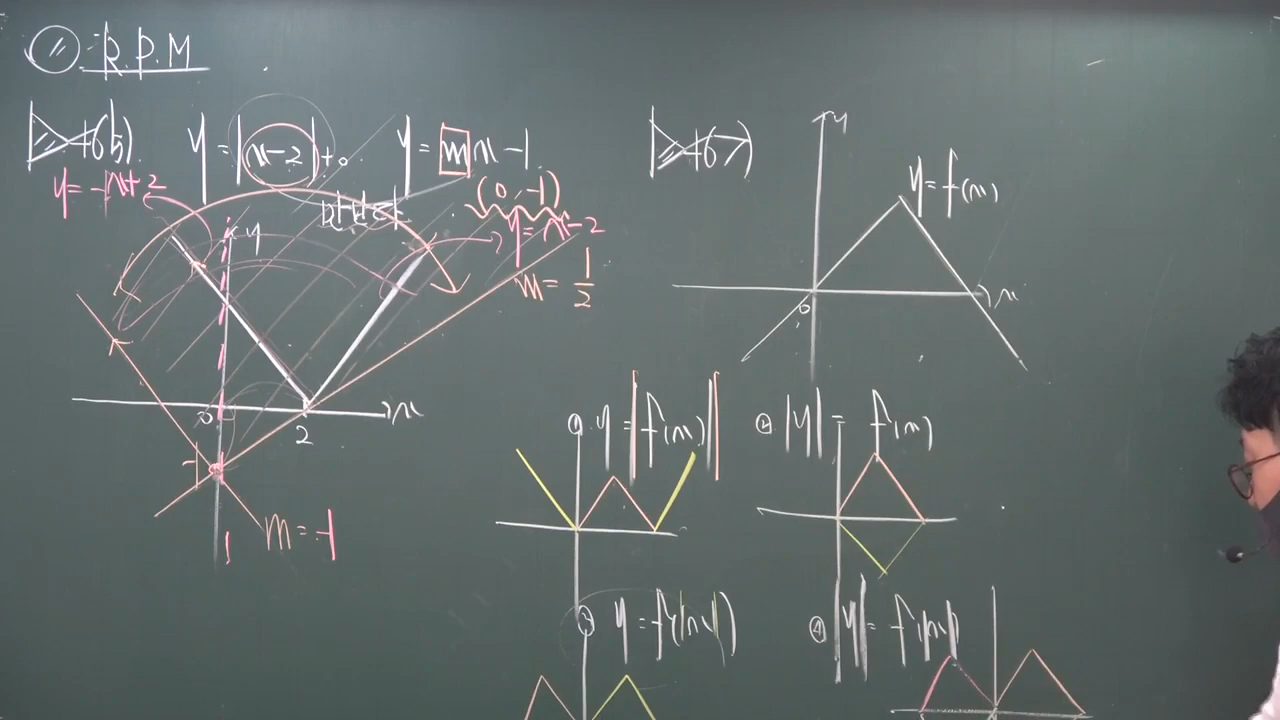 R.P.M
y = |x-2| + 0 y = mx - 1
y = -x+2
(0, -1)
y = x-2
m = 1/2
y
0
2
x
-1
m = -1
y
y = f(x)
0
x
① y = |f(x)|
② |y| = f(x)
③ y = f(|x|)
④ |y| = f(|x|)